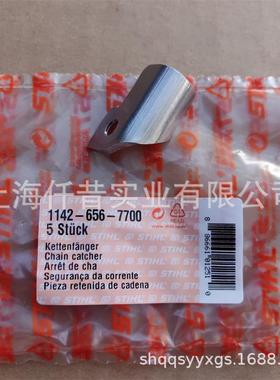 上海仟昔实业有限公司
1142-656-7700
5 Stück
STIHL
Kettenfänger
Chain catcher
Arrêt de cha
Segurança da corrente
Pieza retenida de cadena
shqqsyyxgs.1688.